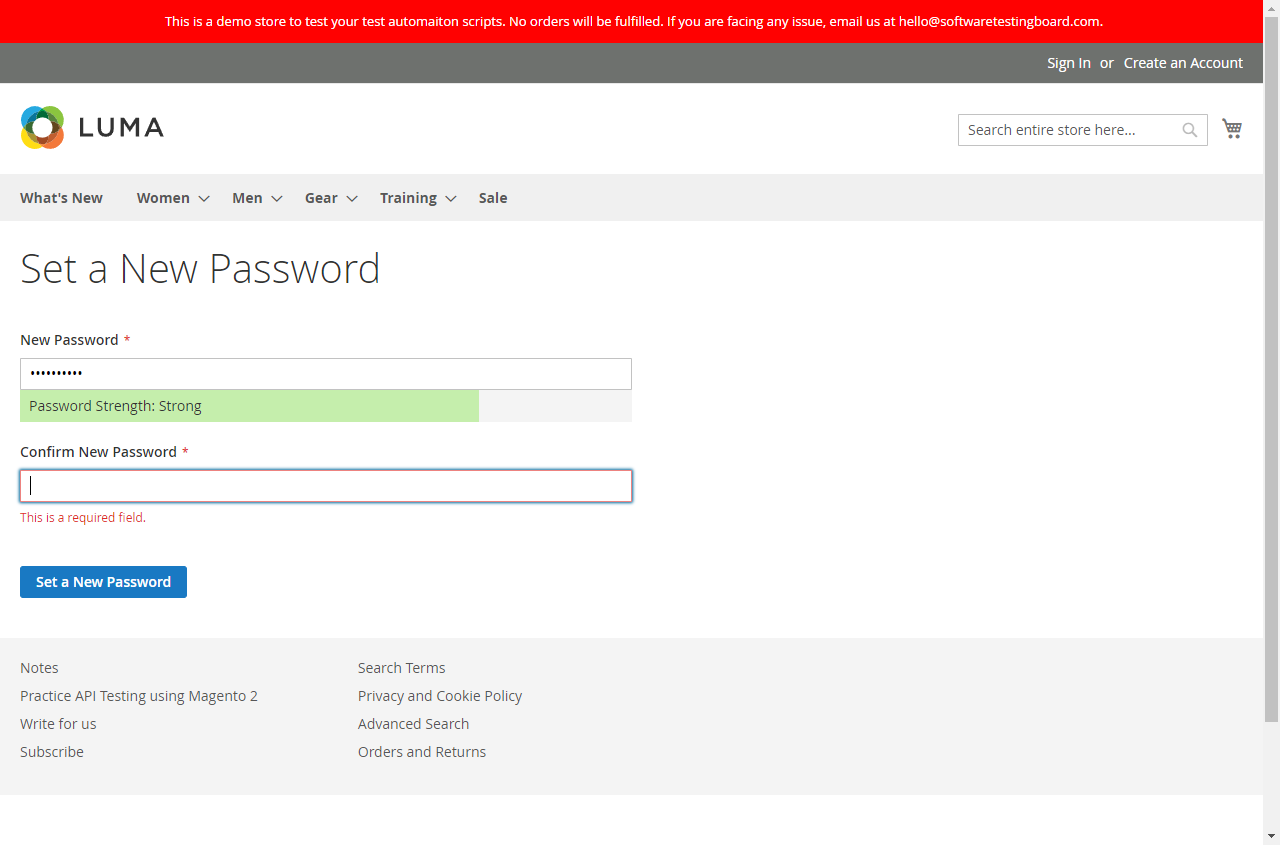 This is a demo store to test your test automaiton scripts. No orders will be fulfilled. If you are facing any issue, email us at hello@softwaretestingboard.com.
Sign In or Create an Account
LUMA
Search entire store here...
What's New Women Men Gear Training Sale
Set a New Password
New Password *
••••••••••
Password Strength: Strong
Confirm New Password *
This is a required field.
Set a New Password
Notes
Practice API Testing using Magento 2
Write for us
Subscribe
Search Terms
Privacy and Cookie Policy
Advanced Search
Orders and Returns